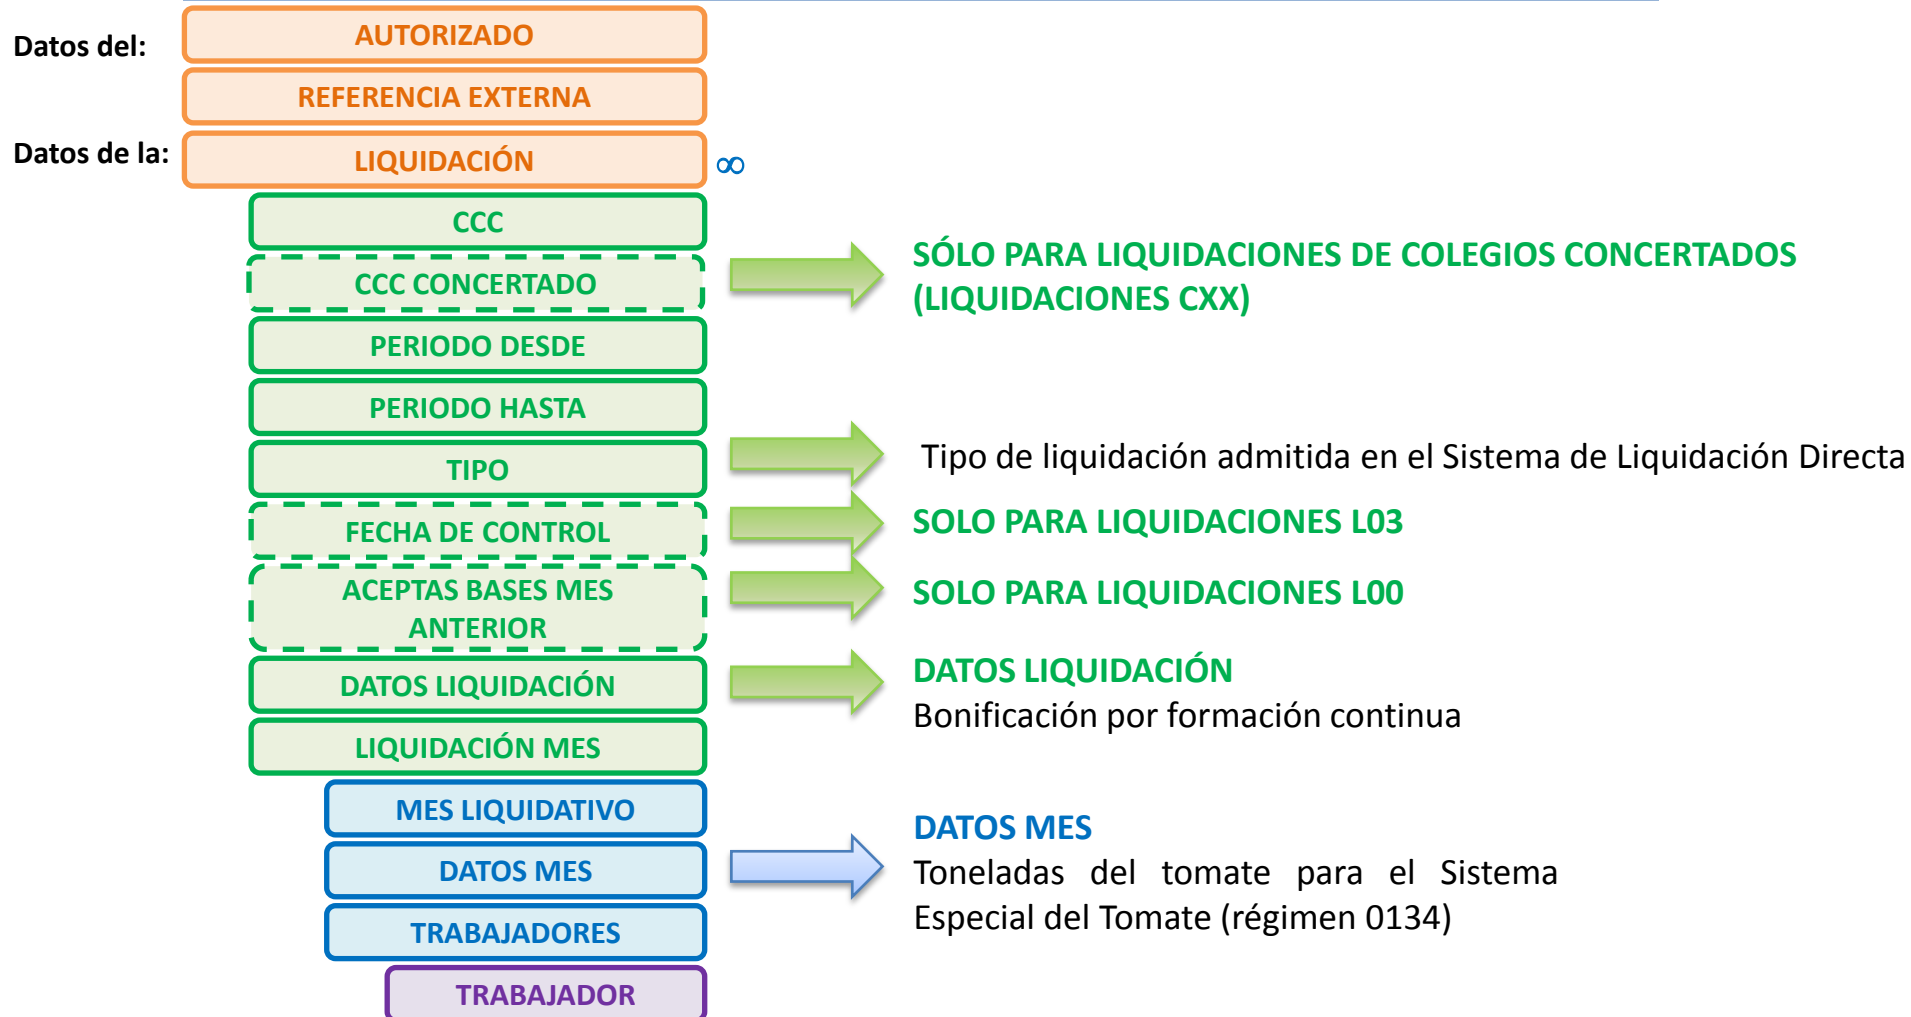 Datos del:
AUTORIZADO
REFERENCIA EXTERNA
Datos de la:
LIQUIDACIÓN
∞
CCC
CCC CONCERTADO
SÓLO PARA LIQUIDACIONES DE COLEGIOS CONCERTADOS
(LIQUIDACIONES CXX)
PERIODO DESDE
PERIODO HASTA
TIPO
Tipo de liquidación admitida en el Sistema de Liquidación Directa
FECHA DE CONTROL
SOLO PARA LIQUIDACIONES L03
ACEPTAS BASES MES
ANTERIOR
SOLO PARA LIQUIDACIONES L00
DATOS LIQUIDACIÓN
DATOS LIQUIDACIÓN
Bonificación por formación continua
LIQUIDACIÓN MES
MES LIQUIDATIVO
DATOS MES
DATOS MES
Toneladas del tomate para el Sistema
Especial del Tomate (régimen 0134)
TRABAJADORES
TRABAJADOR